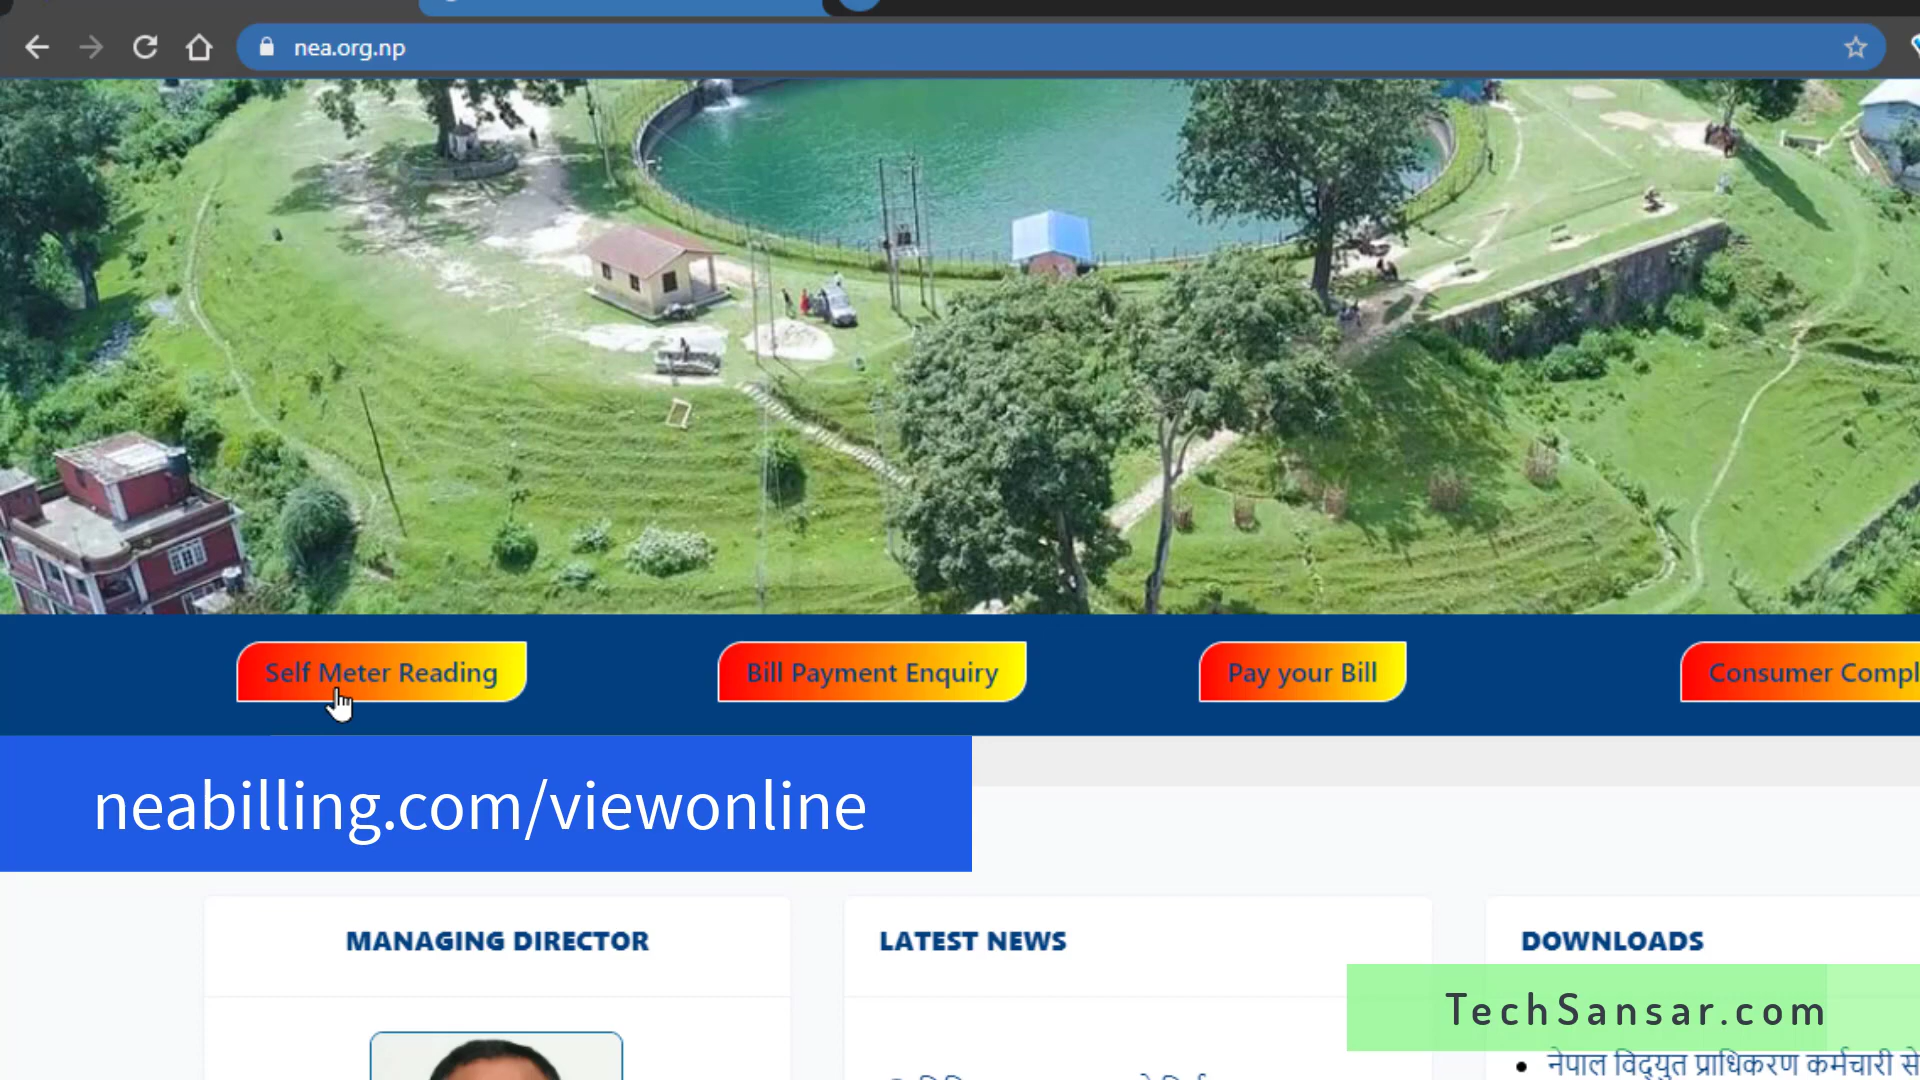 nea.org.np
Self Meter Reading
Bill Payment Enquiry
Pay your Bill
Consumer
neabilling.com/viewonline
MANAGING DIRECTOR
LATEST NEWS
DOWNLOADS
TechSansar.com
नेपाल विद्युत प्राधिकरण कर्मचारी